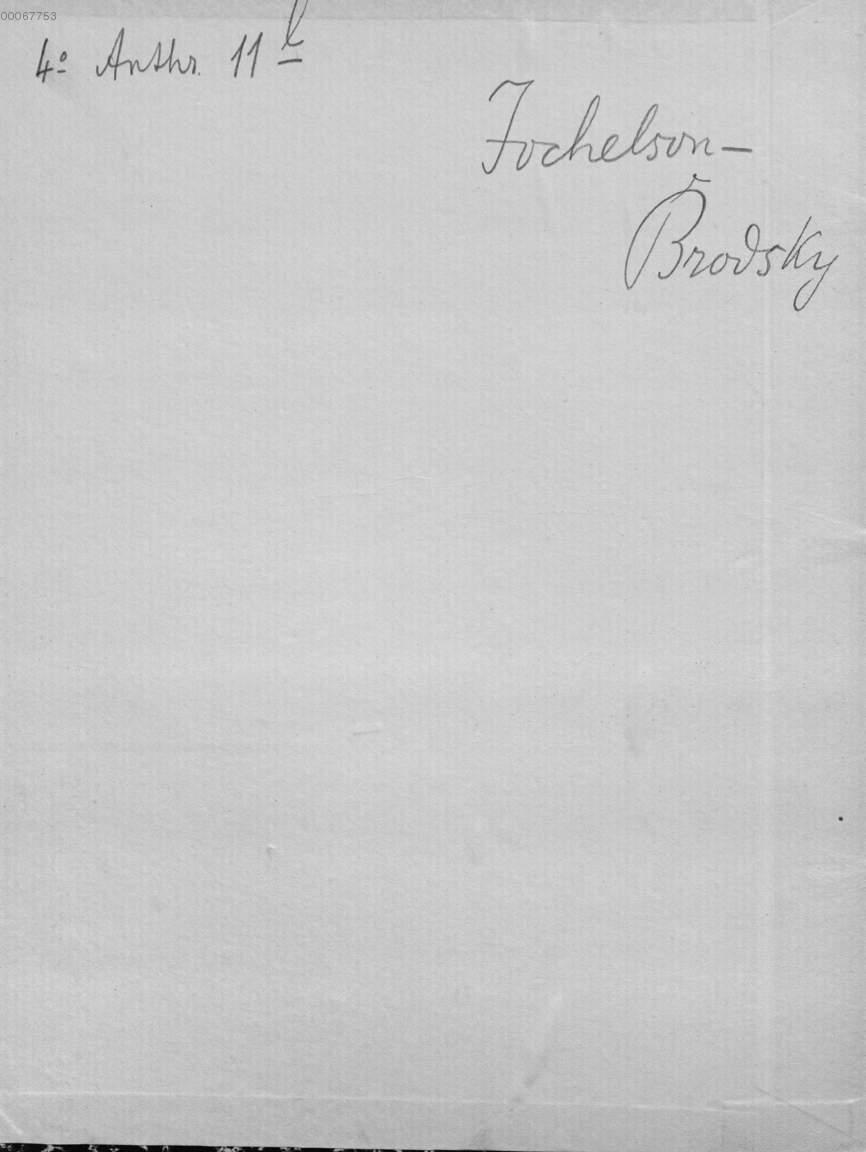 00067753
4° Anthr. 11 l
Jochelson-
Brodsky